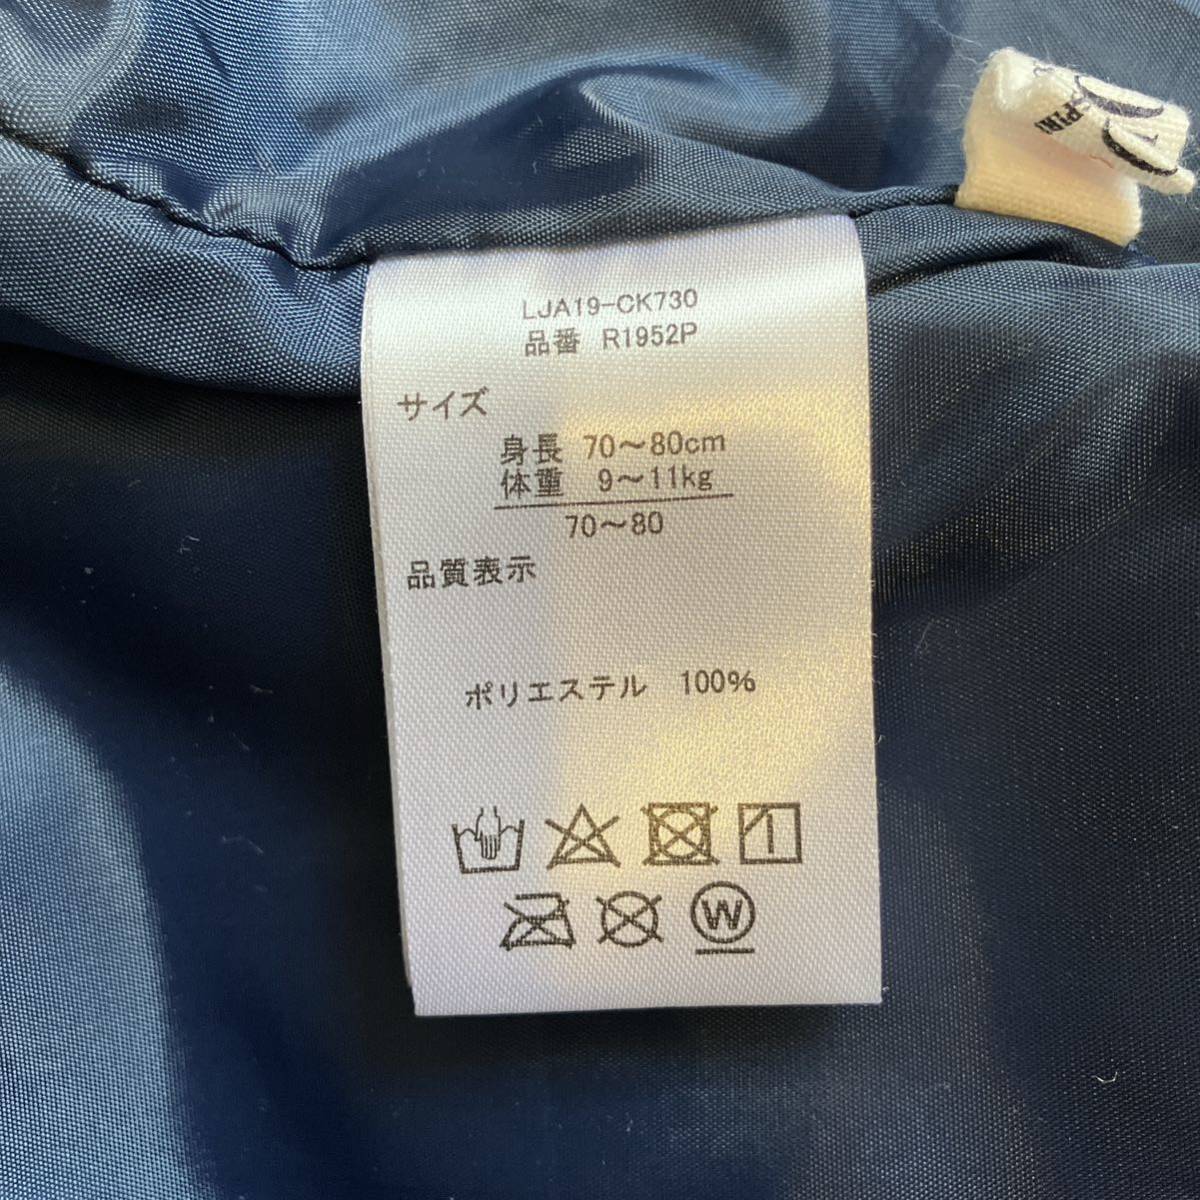 LJA19-CK730
品番 R1952P
サイズ
身長 70～80cm
体重 9～11kg
70～80
品質表示
ポリエステル 100%
W